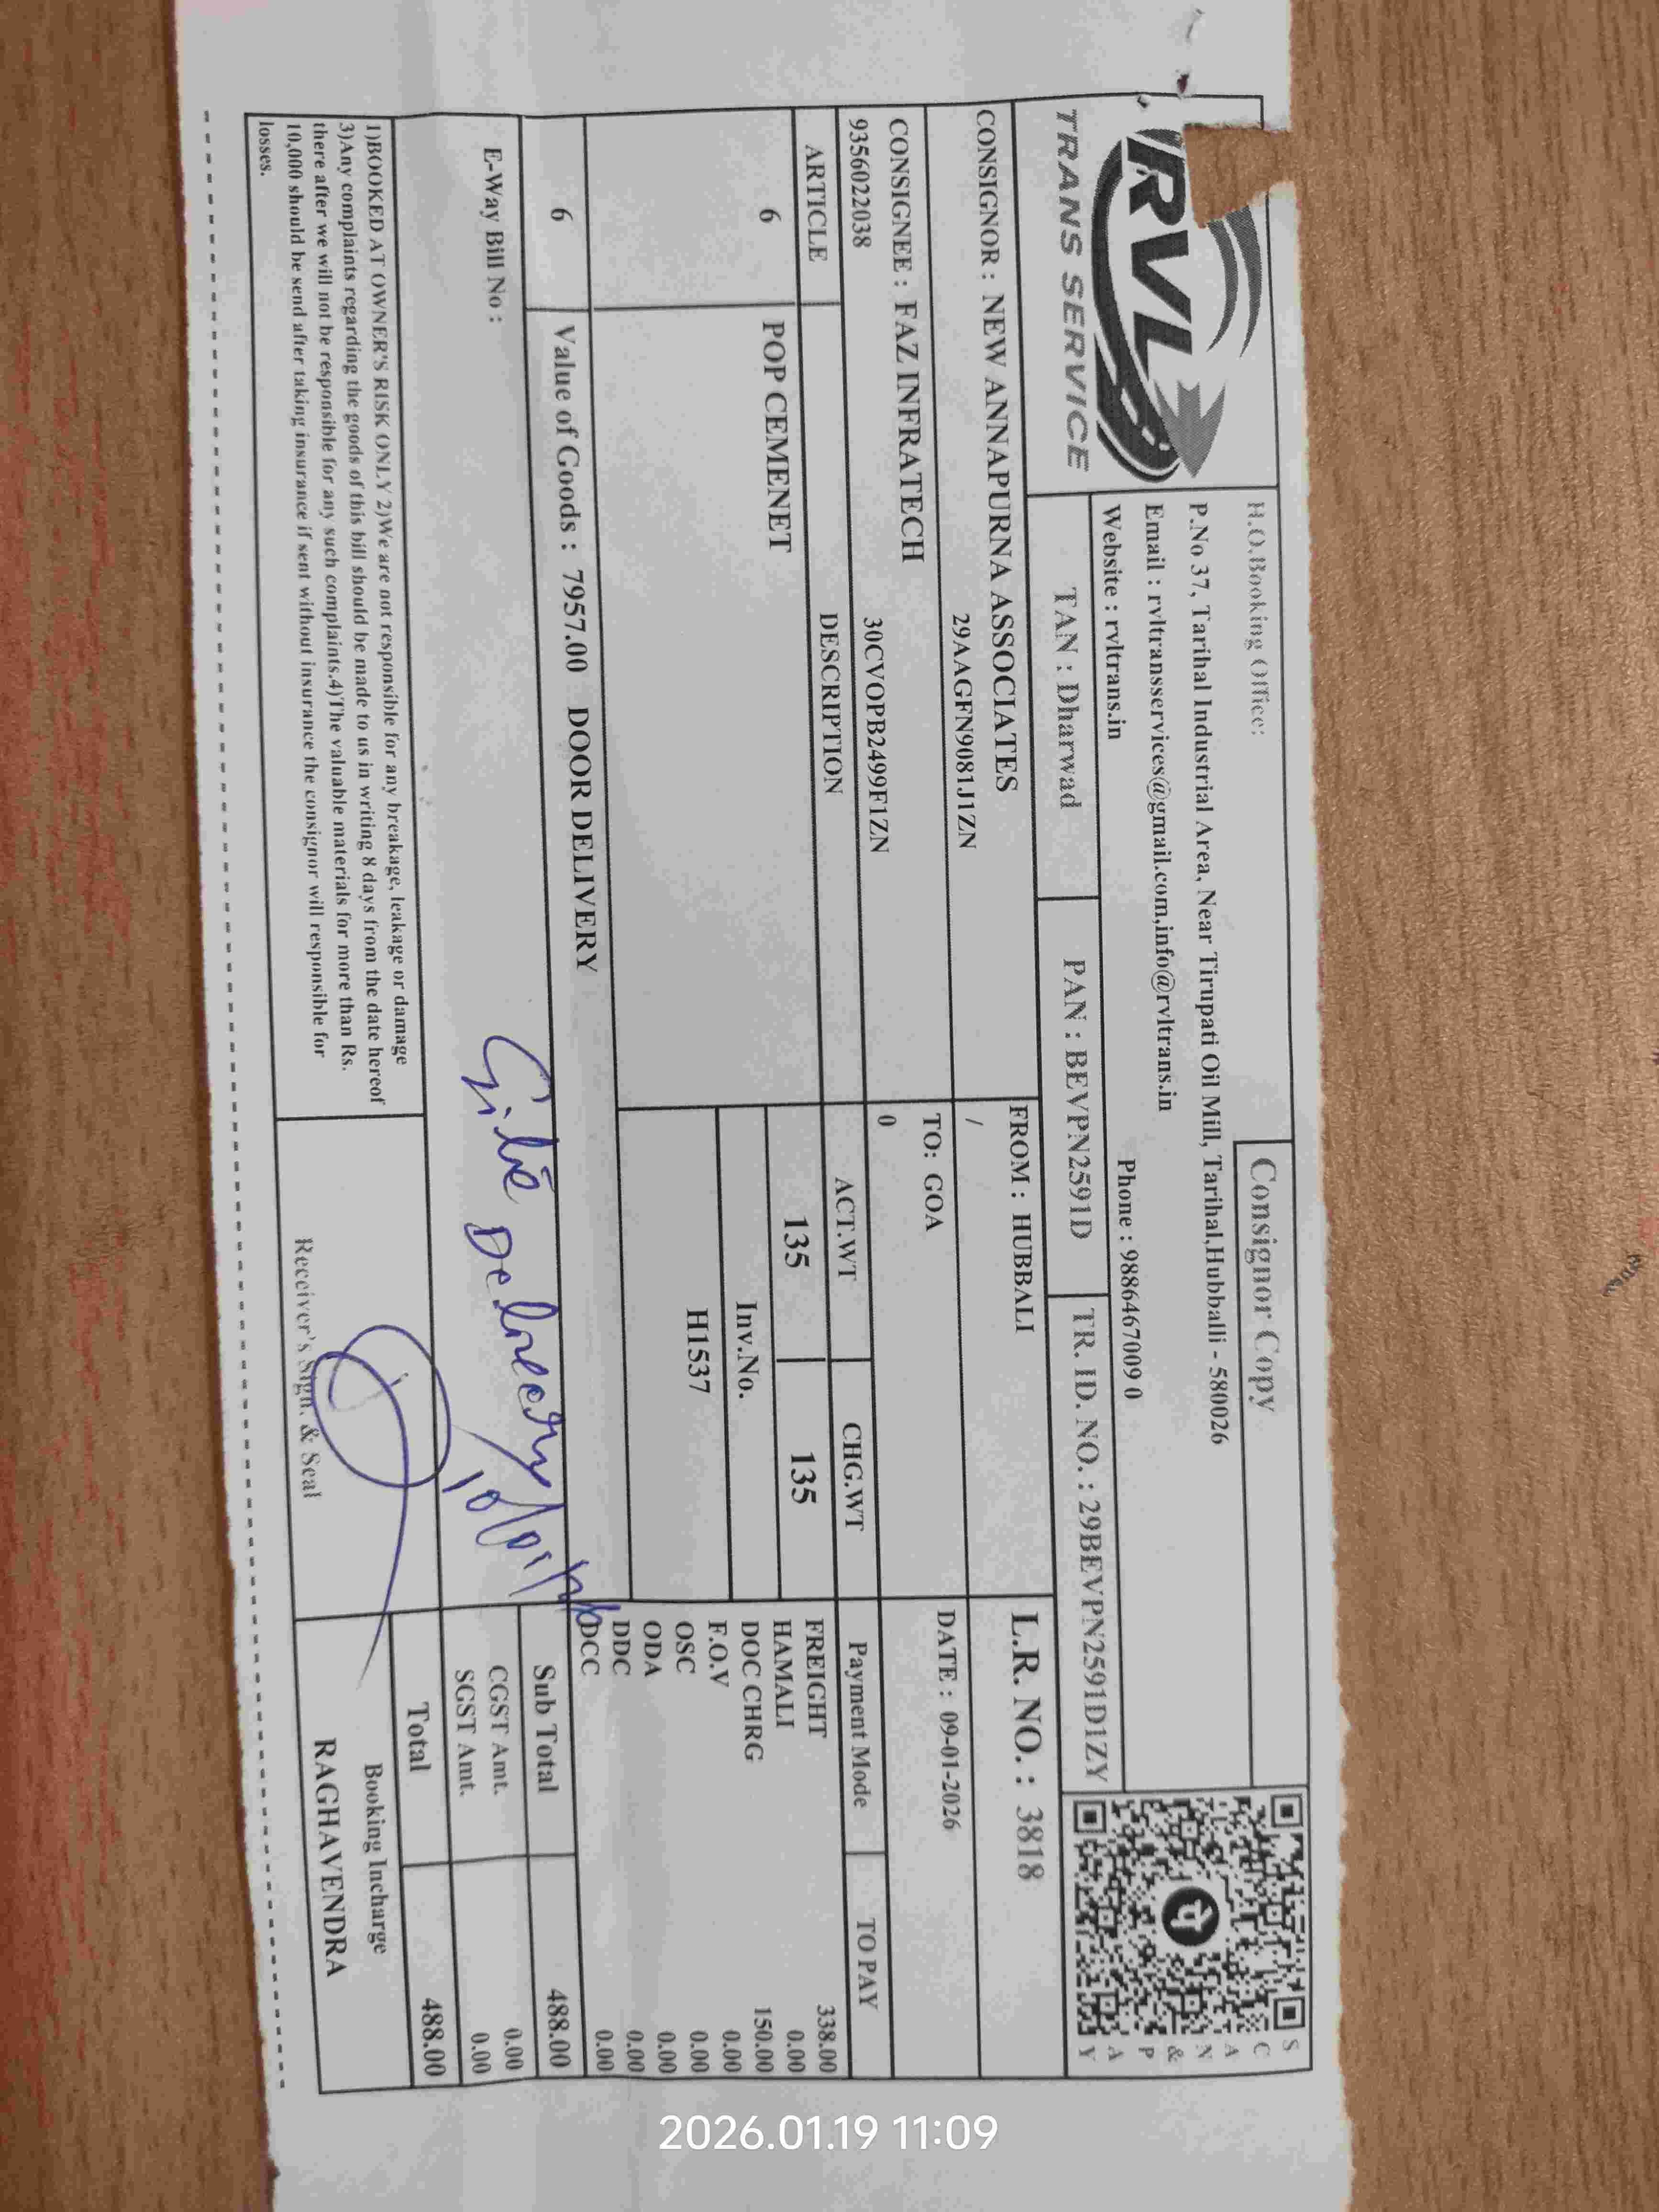 RVL
TRANS SERVICE
H.O.Booking Office:
Consignor Copy
P.No 37, Tarihal Industrial Area, Near Tirupati Oil Mill, Tarihal,Hubballi - 580026
Email : rvltransservices@gmail.com,info@rvltrans.in
Website : rvltrans.in
Phone : 9886467009 0
SCAN & PAY
TAN : Dharwad
PAN : BEVPN2591D
TR. ID. NO. : 29BEVPN2591D1ZY
CONSIGNOR : NEW ANNAPURNA ASSOCIATES
29AAGFN9081J1ZN
FROM : HUBBALI
/
L.R. NO. : 3818
CONSIGNEE : FAZ INFRATECH
9356022038 30CVOPB2499F1ZN
TO: GOA
0
DATE : 09-01-2026
ARTICLE DESCRIPTION ACT.WT CHG.WT Payment Mode TO PAY
6 POP CEMENET 135 135
Inv.No.
H1537
FREIGHT 338.00
HAMALI 0.00
DOC CHRG 150.00
F.O.V 0.00
OSC 0.00
ODA 0.00
DDC 0.00
DCC 0.00
6 Value of Goods : 7957.00 DOOR DELIVERY
Sub Total 488.00
E-Way Bill No :
CGST Amt. 0.00
SGST Amt. 0.00
Total 488.00
1)BOOKED AT OWNER'S RISK ONLY 2)We are not responsible for any breakage, leakage or damage
3)Any complaints regarding the goods of this bill should be made to us in writing 8 days from the date hereof
there after we will not be responsible for any such complaints.4)The valuable materials for more than Rs.
10,000 should be send after taking insurance if sent without insurance the consignor will responsible for
losses.
Receiver's Sign. & Seal
Booking Incharge
RAGHAVENDRA
2026.01.19 11:09